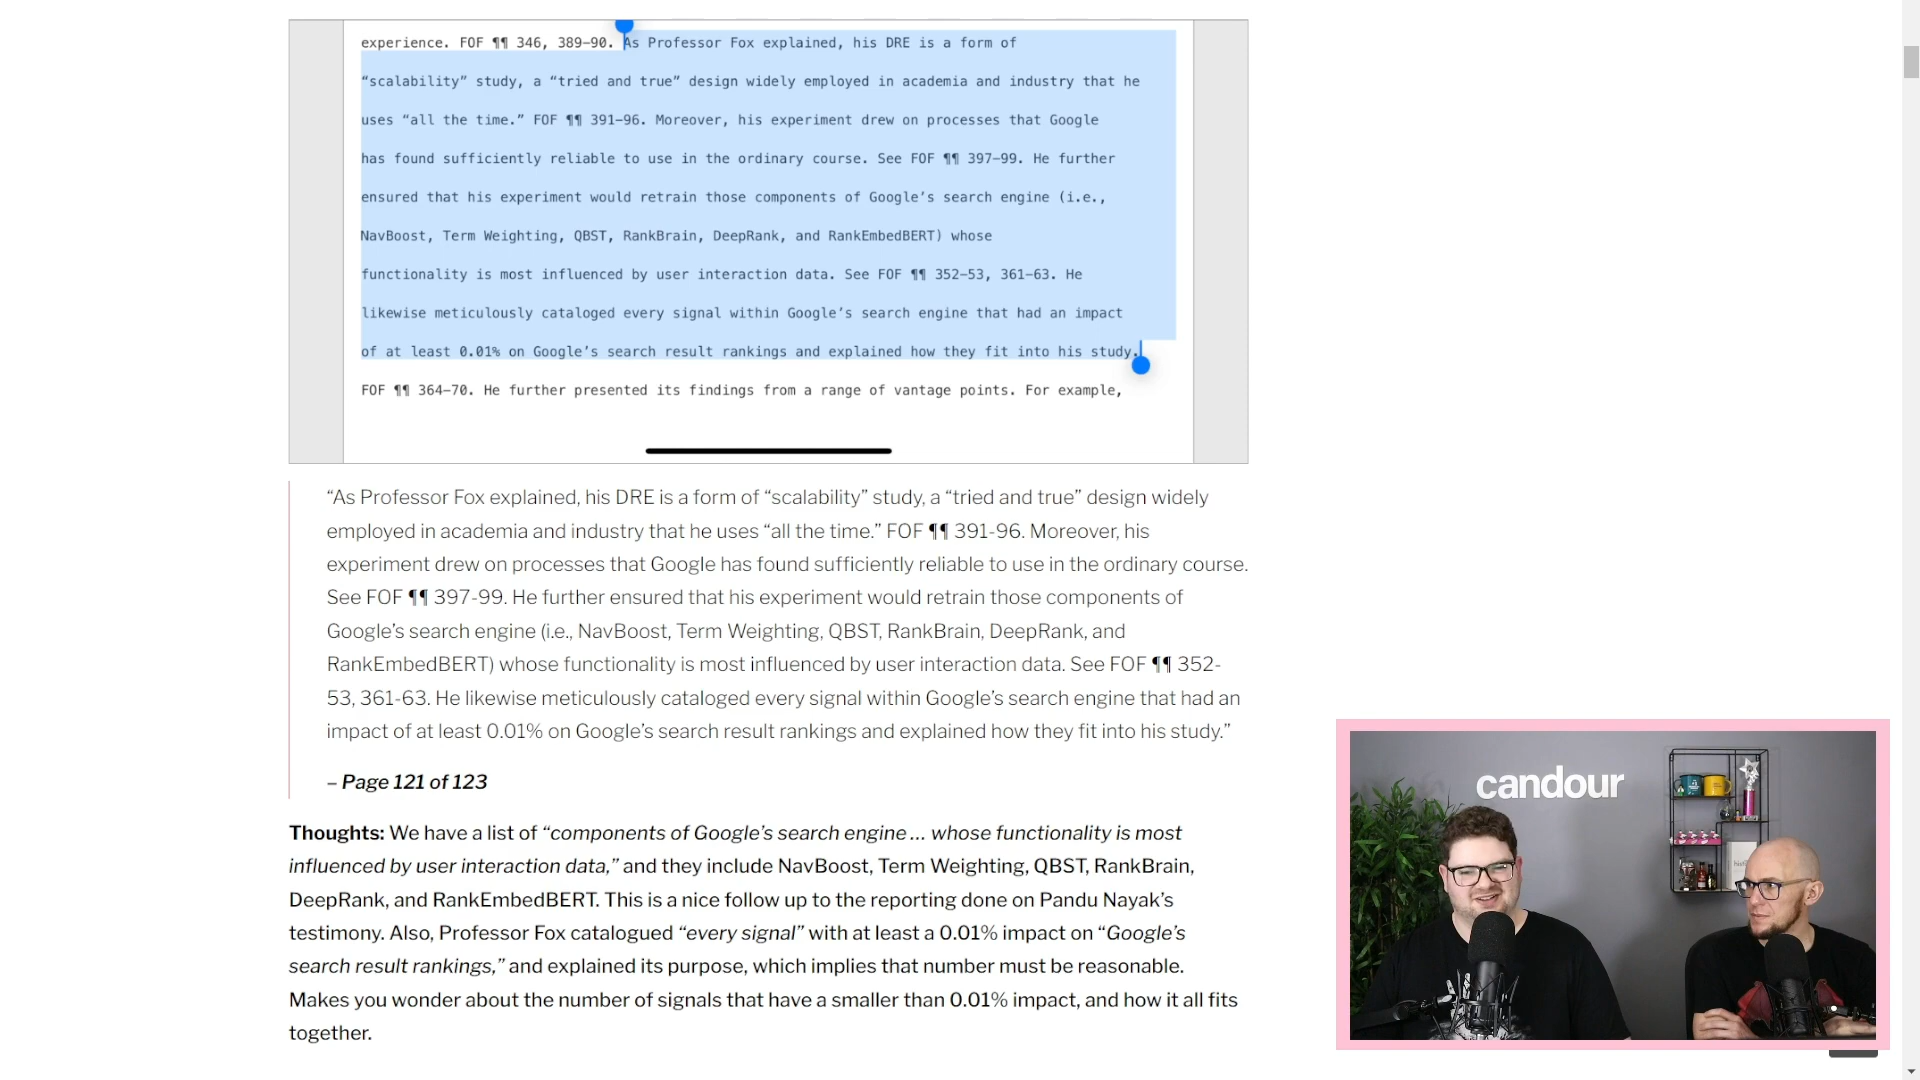 experience. FOF ¶¶ 346, 389–90. As Professor Fox explained, his DRE is a form of
“scalability” study, a “tried and true” design widely employed in academia and industry that he
uses “all the time.” FOF ¶¶ 391–96. Moreover, his experiment drew on processes that Google
has found sufficiently reliable to use in the ordinary course. See FOF ¶¶ 397–99. He further
ensured that his experiment would retrain those components of Google’s search engine (i.e.,
NavBoost, Term Weighting, QBST, RankBrain, DeepRank, and RankEmbedBERT) whose
functionality is most influenced by user interaction data. See FOF ¶¶ 352–53, 361–63. He
likewise meticulously cataloged every signal within Google’s search engine that had an impact
of at least 0.01% on Google’s search result rankings and explained how they fit into his study.
FOF ¶¶ 364–70. He further presented its findings from a range of vantage points. For example,
“As Professor Fox explained, his DRE is a form of “scalability” study, a “tried and true” design widely
employed in academia and industry that he uses “all the time.” FOF ¶¶ 391-96. Moreover, his
experiment drew on processes that Google has found sufficiently reliable to use in the ordinary course.
See FOF ¶¶ 397-99. He further ensured that his experiment would retrain those components of
Google’s search engine (i.e., NavBoost, Term Weighting, QBST, RankBrain, DeepRank, and
RankEmbedBERT) whose functionality is most influenced by user interaction data. See FOF ¶¶ 352-
53, 361-63. He likewise meticulously cataloged every signal within Google’s search engine that had an
impact of at least 0.01% on Google’s search result rankings and explained how they fit into his study.”
– Page 121 of 123
Thoughts: We have a list of “components of Google’s search engine … whose functionality is most
influenced by user interaction data,” and they include NavBoost, Term Weighting, QBST, RankBrain,
DeepRank, and RankEmbedBERT. This is a nice follow up to the reporting done on Pandu Nayak’s
testimony. Also, Professor Fox catalogued “every signal” with at least a 0.01% impact on “Google’s
search result rankings,” and explained its purpose, which implies that number must be reasonable.
Makes you wonder about the number of signals that have a smaller than 0.01% impact, and how it all fits
together.
candour